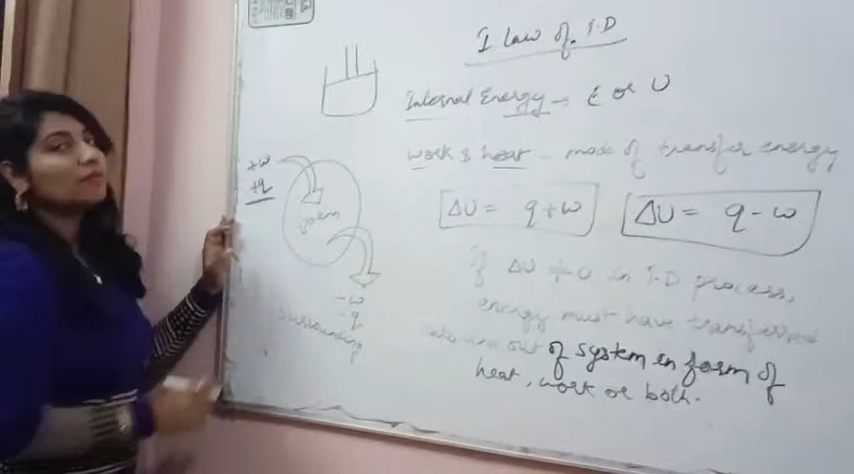 I Law of T.D
Internal Energy → E or U
work & heat - mode of transfer energy
+w
+q
ΔU = q+w
ΔU = q-w
System
If ΔU ≠ 0 in T-D process,
energy must have transferred
-w
-q
Surrounding
into or out of system in form of
heat, work or both.